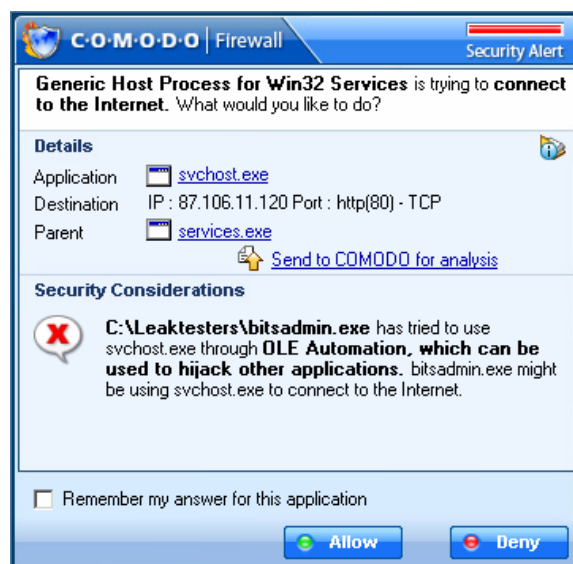 C·O·M·O·D·O | Firewall
Security Alert
Generic Host Process for Win32 Services is trying to connect
to the Internet. What would you like to do?
Details
Application svchost.exe
Destination IP : 87.106.11.120 Port : http(80) - TCP
Parent services.exe
Send to COMODO for analysis
Security Considerations
C:\Leaktesters\bitsadmin.exe has tried to use
svchost.exe through OLE Automation, which can be
used to hijack other applications. bitsadmin.exe might
be using svchost.exe to connect to the Internet.
Remember my answer for this application
Allow
Deny